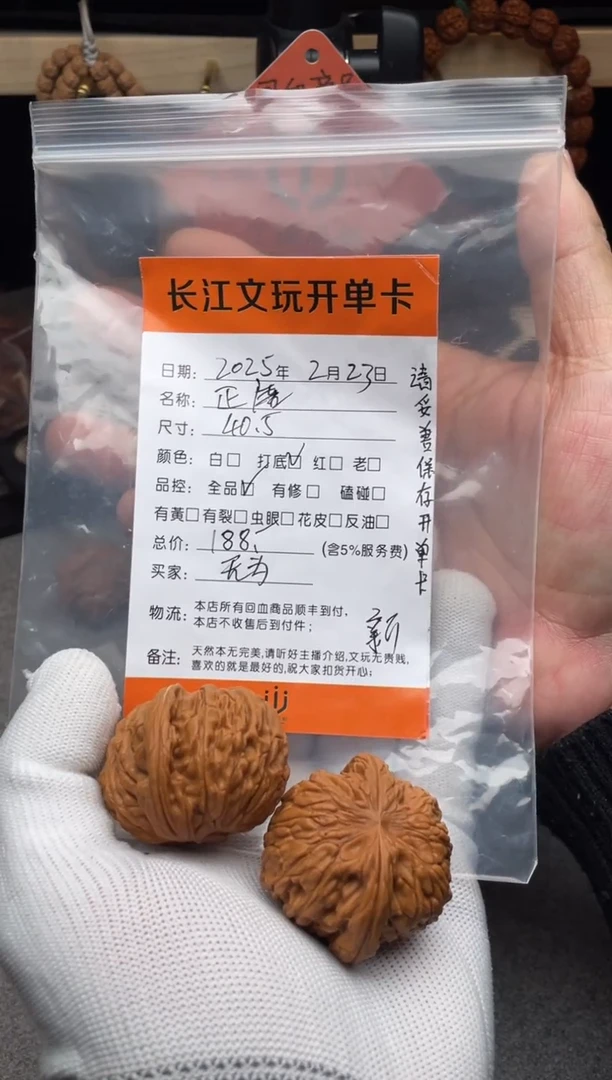 长江文玩开单卡
日期: 2025年 2月23日
名称: 正
尺寸: 40.5
颜色: 白□ 打底☑ 红□ 老□
品控: 全品☑ 有修□ 磕碰□
有黄□有裂□虫眼□花皮□反油□
总价: 188.- (含5%服务费)
买家: 无为
物流: 本店所有回血商品顺丰到付,
本店不收售后到付件;
新
备注: 天然本无完美,请听好主播介绍,文玩无贵贱,
喜欢的就是最好的,祝大家扣货开心;
请妥善保存开单卡